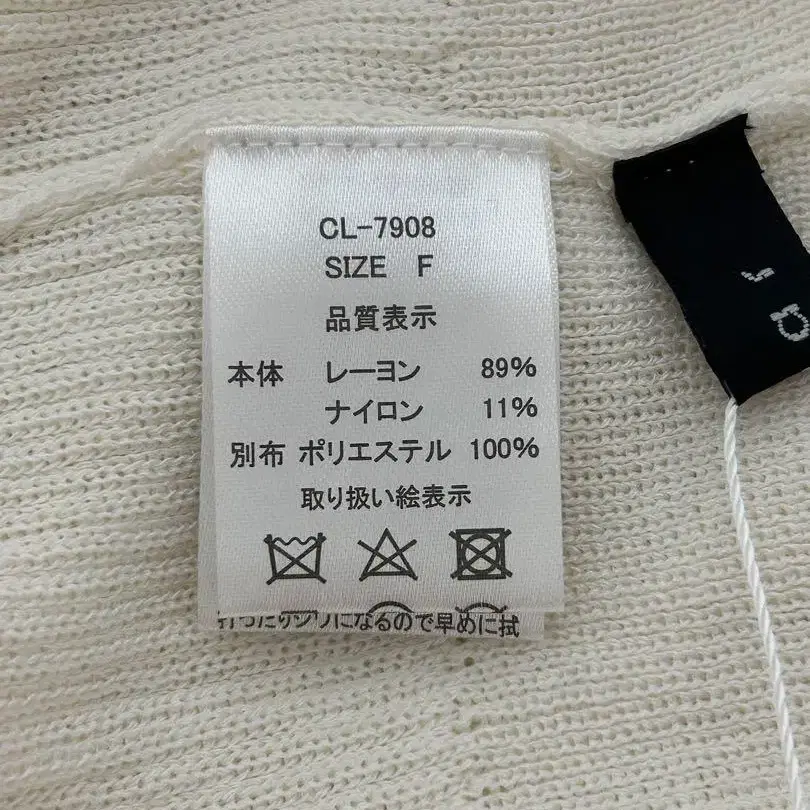 CL-7908
SIZE F
品質表示
本体 レーヨン 89%
ナイロン 11%
別布 ポリエステル 100%
取り扱い絵表示
になるので早めに拭